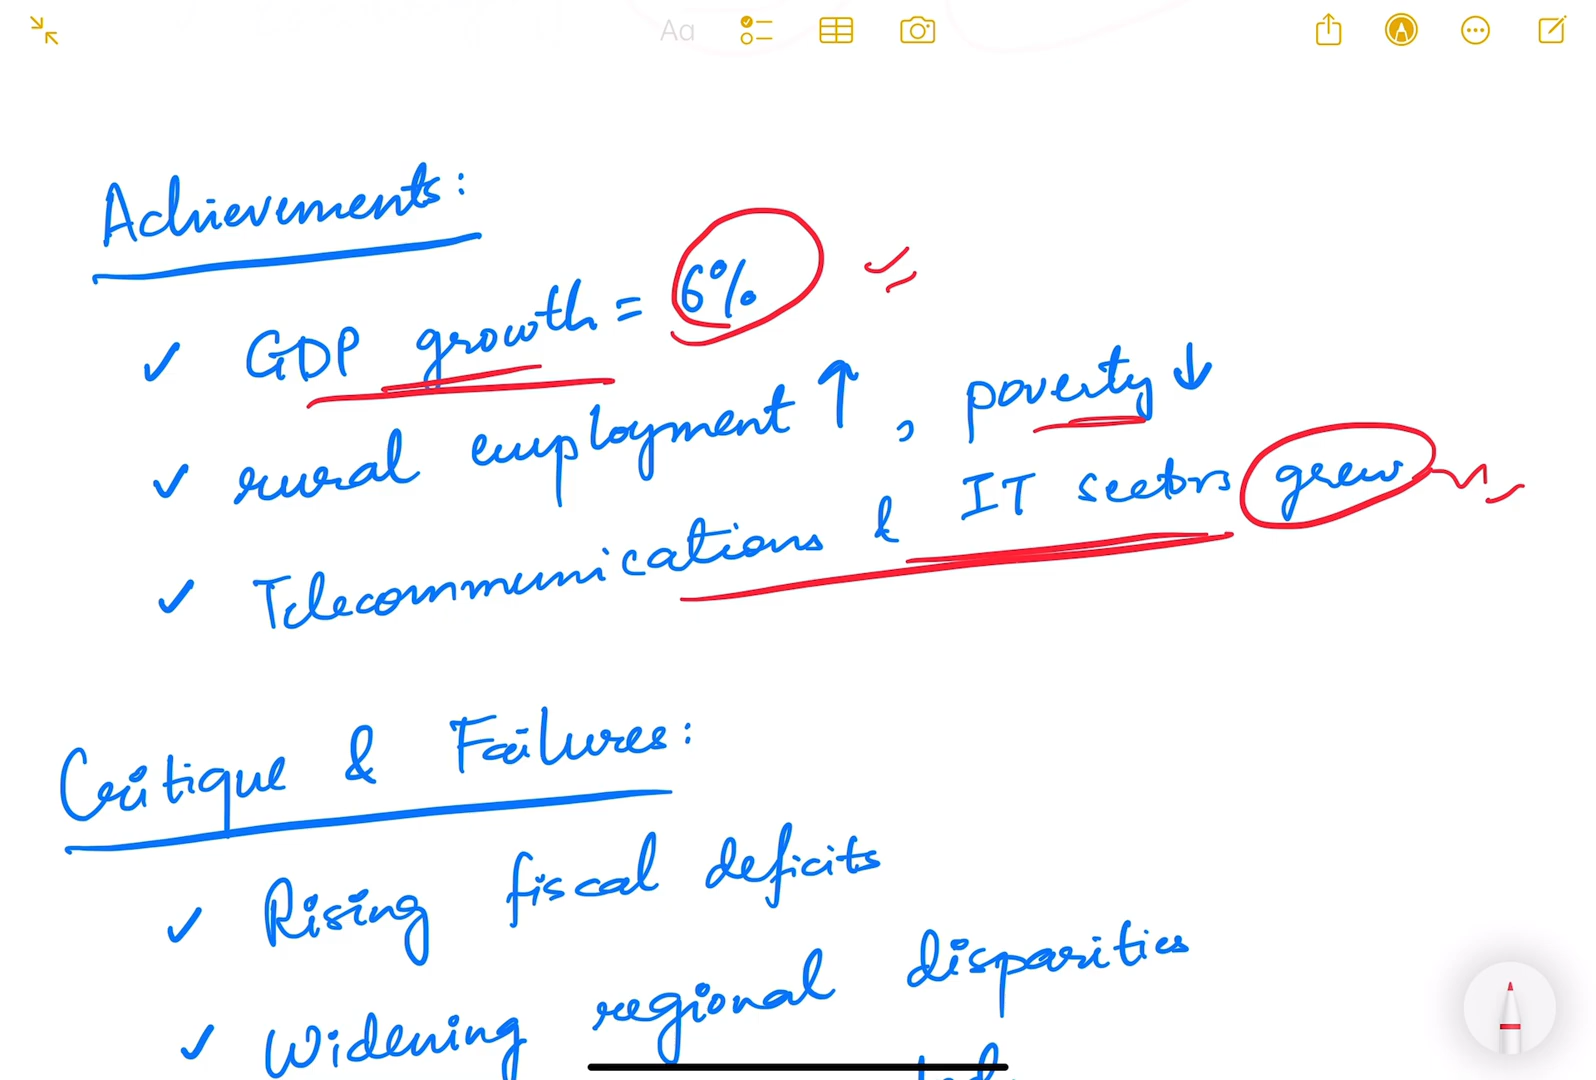 Aa
Achievements:
✓ GDP growth = 6%
✓ rural employment ↑, poverty ↓
✓ Telecommunications & IT sectors grew
Critique & Failures:
✓ Rising fiscal deficits
✓ Widening regional disparities